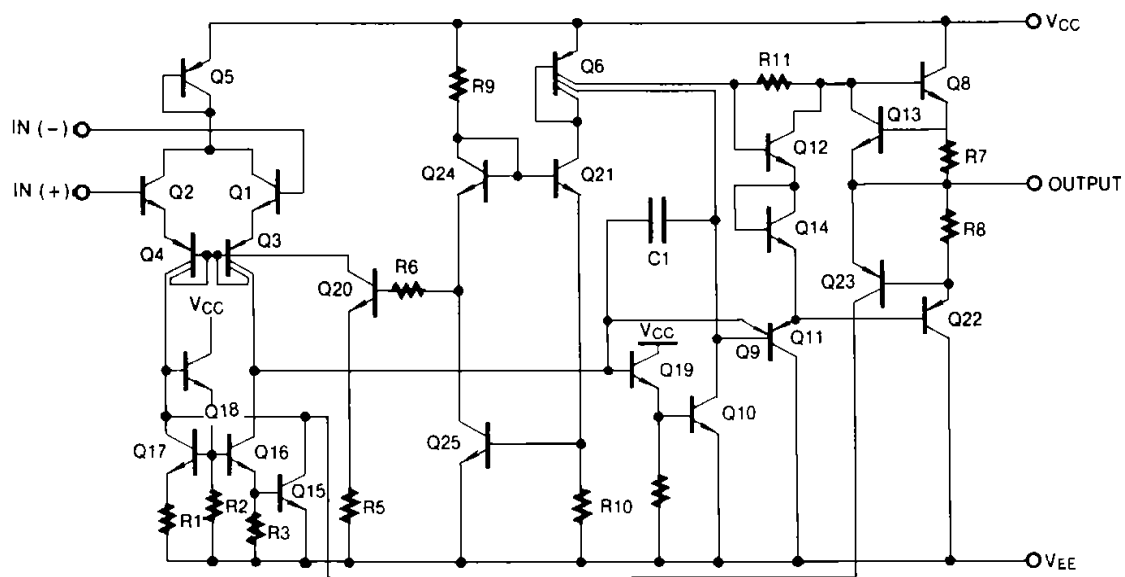 VCC
Q5
Q6
R11
Q8
R9
IN (-)
Q13
Q12
R7
IN (+)
Q2
Q1
Q24
Q21
OUTPUT
Q14
R8
Q4
Q3
C1
R6
Q20
Q23
VCC
Q22
VCC
Q9
Q11
Q19
Q18
Q10
Q25
Q17
Q16
Q15
R1
R2
R3
R5
R10
VEE